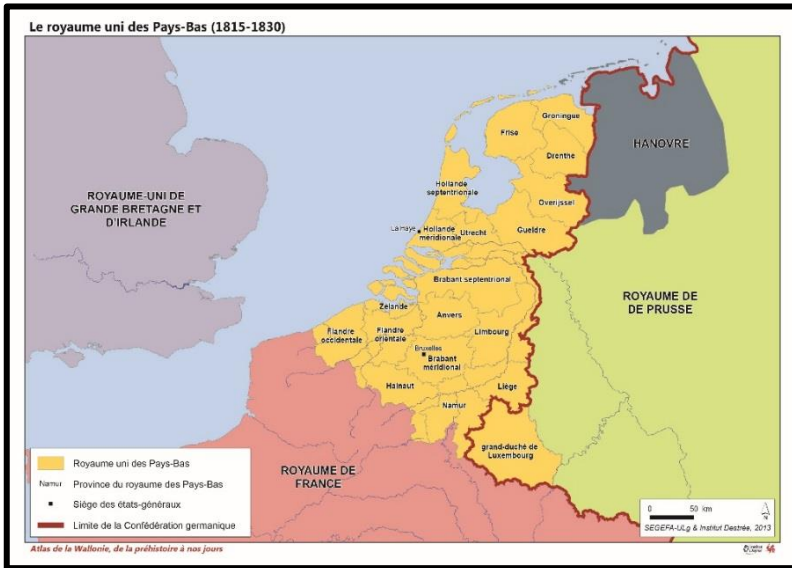 Le royaume uni des Pays-Bas (1815-1830)
Groningue
Frise
HANOVRE
Drenthe
ROYAUME-UNI DE
GRANDE BRETAGNE ET
D'IRLANDE
Hollande
septentrionale
Overijssel
La Haye
Hollande
méridionale
Utrecht
Gueldre
Brabant septentrional
ROYAUME DE
DE PRUSSE
Zélande
Anvers
Flandre
occidentale
Flandre
orientale
Limbourg
Bruxelles
Brabant
méridional
Hainaut
Liège
Namur
grand-duché de
Luxembourg
ROYAUME DE
FRANCE
Royaume uni des Pays-Bas
Namur Province du royaume des Pays-Bas
Siège des états-généraux
Limite de la Confédération germanique
0 50 km
SEGEFA-ULg & Institut Destrée, 2013
Atlas de la Wallonie, de la préhistoire à nos jours